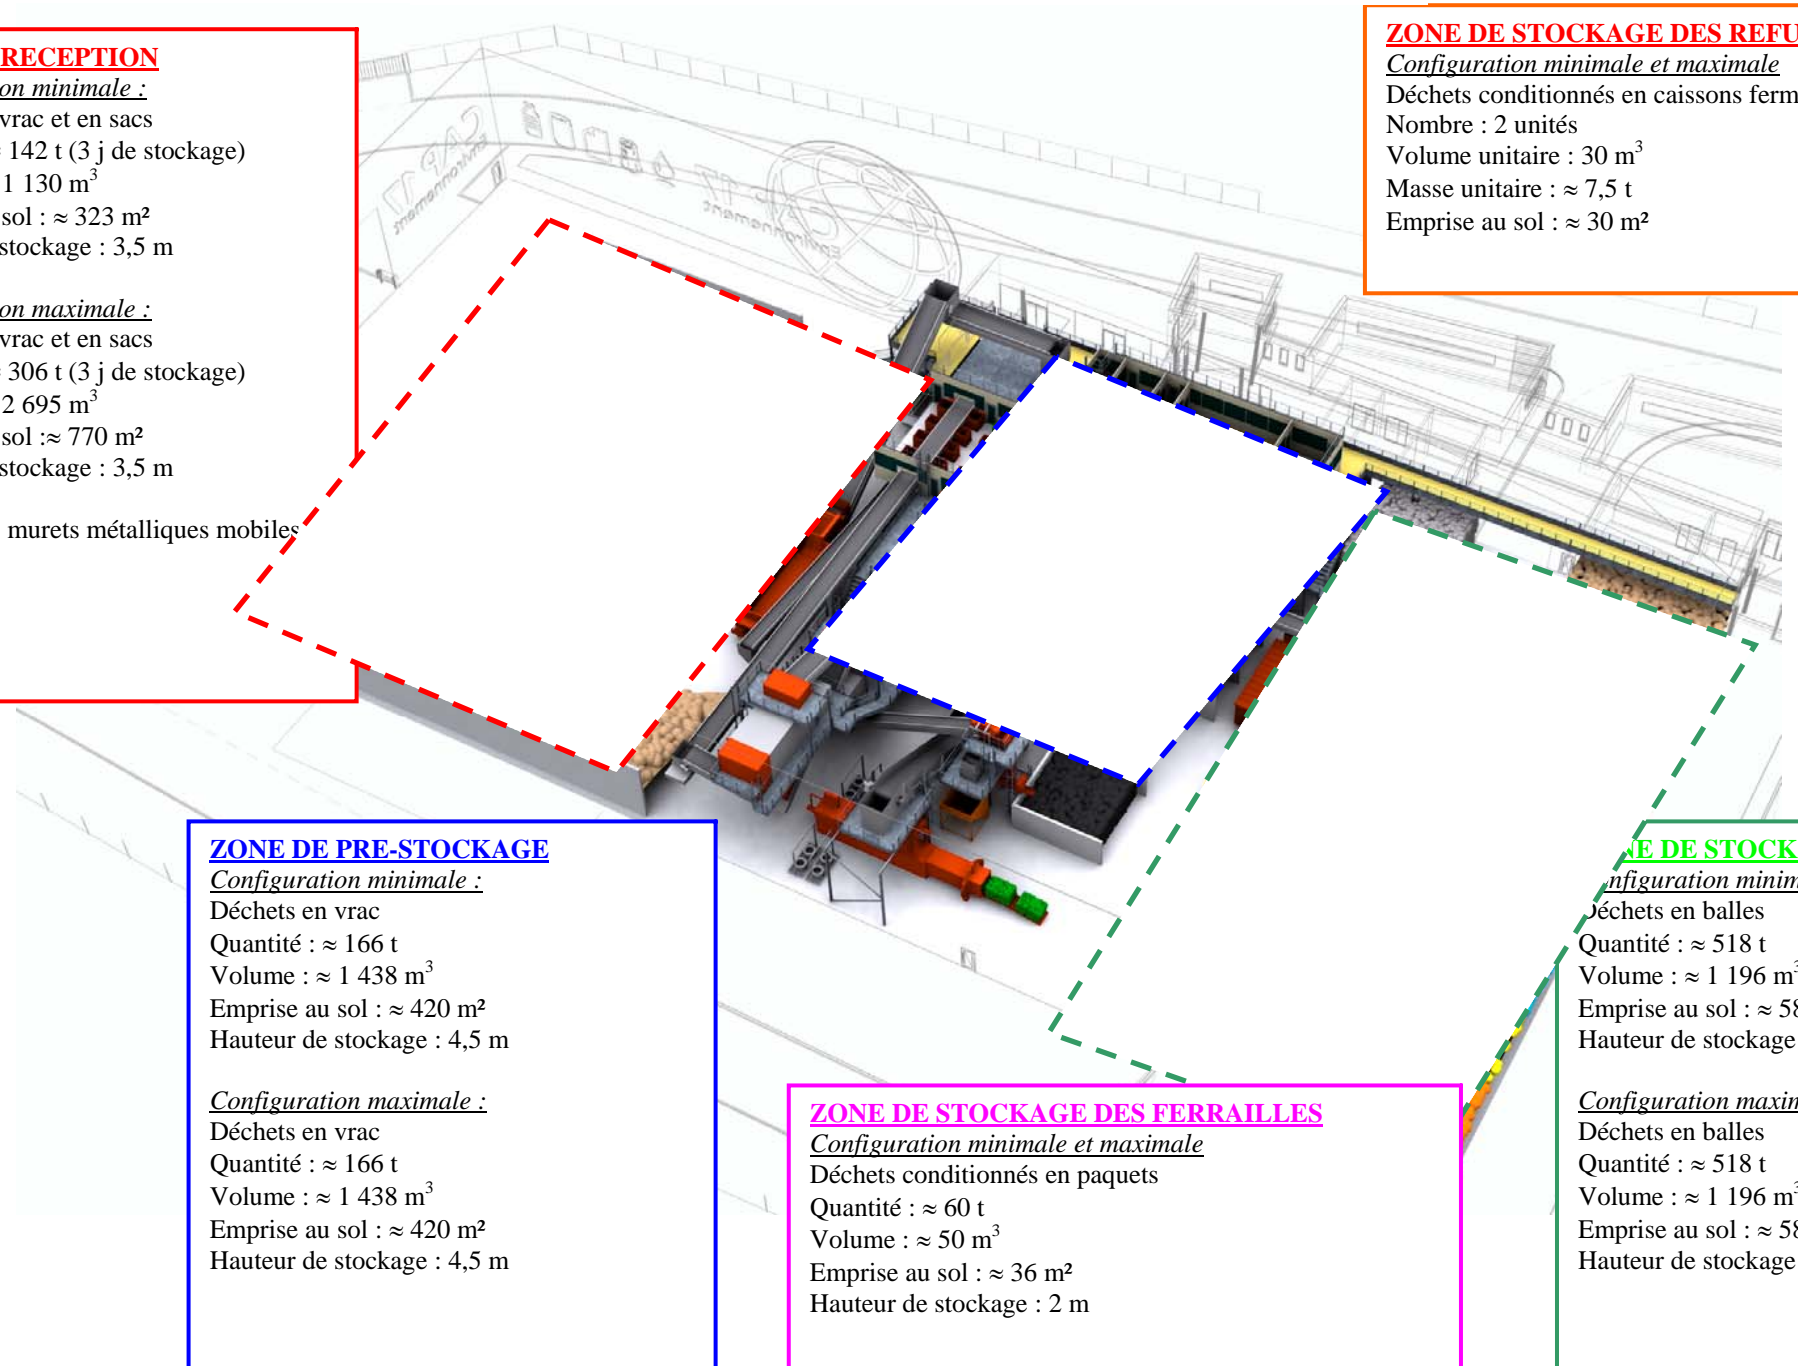 RECEPTION
on minimale :
vrac et en sacs
142 t (3 j de stockage)
1 130 m³
sol : ≈ 323 m²
stockage : 3,5 m
on maximale :
vrac et en sacs
306 t (3 j de stockage)
2 695 m³
sol :≈ 770 m²
stockage : 3,5 m
murets métalliques mobiles
ZONE DE STOCKAGE DES REFU
Configuration minimale et maximale
Déchets conditionnés en caissons ferm
Nombre : 2 unités
Volume unitaire : 30 m³
Masse unitaire : ≈ 7,5 t
Emprise au sol : ≈ 30 m²
CAP 17
Environnement
CAP 17
Environnement
ZONE DE PRE-STOCKAGE
Configuration minimale :
Déchets en vrac
Quantité : ≈ 166 t
Volume : ≈ 1 438 m³
Emprise au sol : ≈ 420 m²
Hauteur de stockage : 4,5 m
Configuration maximale :
Déchets en vrac
Quantité : ≈ 166 t
Volume : ≈ 1 438 m³
Emprise au sol : ≈ 420 m²
Hauteur de stockage : 4,5 m
ZONE DE STOCKAGE DES FERRAILLES
Configuration minimale et maximale
Déchets conditionnés en paquets
Quantité : ≈ 60 t
Volume : ≈ 50 m³
Emprise au sol : ≈ 36 m²
Hauteur de stockage : 2 m
NE DE STOCK
nfiguration minim
Déchets en balles
Quantité : ≈ 518 t
Volume : ≈ 1 196 m³
Emprise au sol : ≈ 58
Hauteur de stockage
Configuration maxim
Déchets en balles
Quantité : ≈ 518 t
Volume : ≈ 1 196 m³
Emprise au sol : ≈ 58
Hauteur de stockage